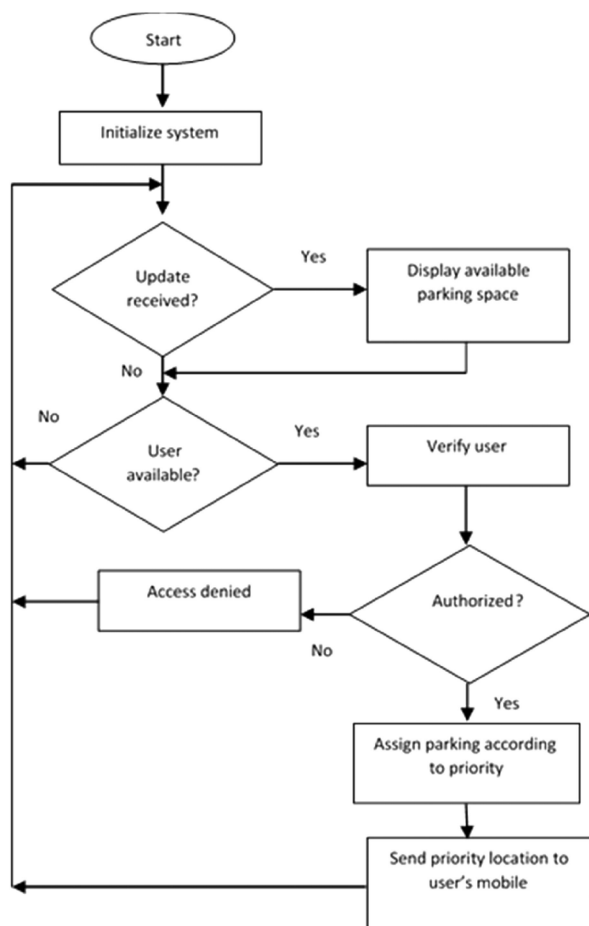 Start
Initialize system
Update
received?
Yes
Display available
parking space
No
No
User
available?
Yes
Verify user
Access denied
Authorized?
No
Yes
Assign parking according
to priority
Send priority location to
user's mobile